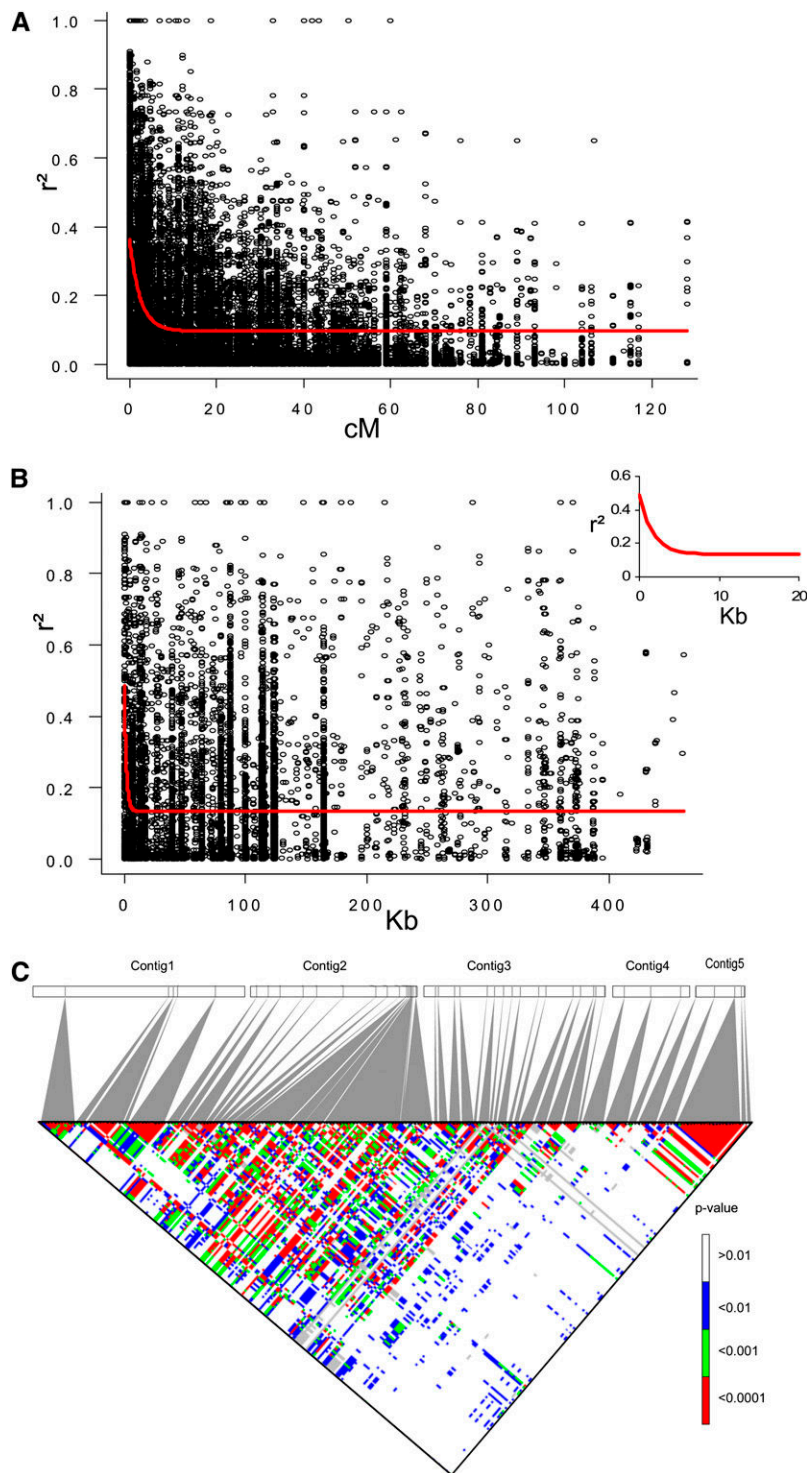 A
1.0
0.8
0.6
0.4
0.2
0.0
r²
0 20 40 60 80 100 120
cM
B
1.0
0.8
0.6
0.4
0.2
0.0
r²
0 100 200 300 400
Kb
0.6
0.4
0.2
0
r²
0 10 20
Kb
C
Contig1 Contig2 Contig3 Contig4 Contig5
p-value
>0.01
<0.01
<0.001
<0.0001